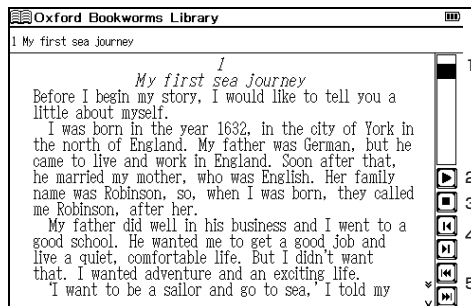 Oxford Bookworms Library
1 My first sea journey
1
My first sea journey
Before I begin my story, I would like to tell you a
little about myself.
I was born in the year 1632, in the city of York in
the north of England. My father was German, but he
came to live and work in England. Soon after that,
he married my mother, who was English. Her family
name was Robinson, so, when I was born, they called
me Robinson, after her.
My father did well in his business and I went to a
good school. He wanted me to get a good job and
live a quiet, comfortable life. But I didn't want
that. I wanted adventure and an exciting life.
'I want to be a sailor and go to sea,' I told my
1
2
3
4
5